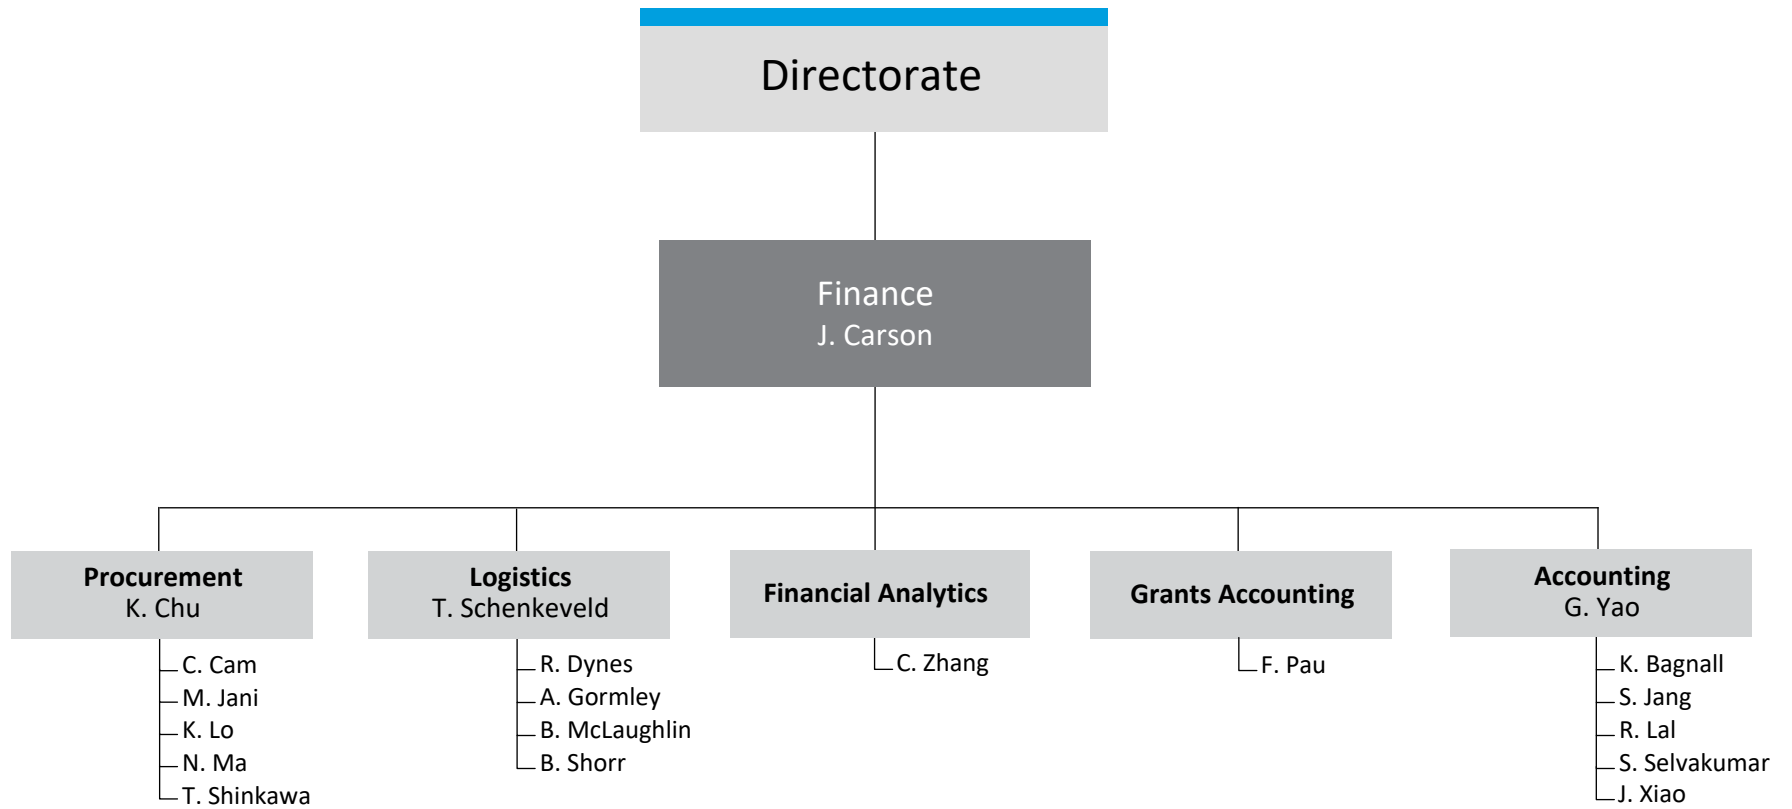 Directorate
Finance
J. Carson
Procurement
K. Chu
C. Cam
M. Jani
K. Lo
N. Ma
T. Shinkawa
Logistics
T. Schenkeveld
R. Dynes
A. Gormley
B. McLaughlin
B. Shorr
Financial Analytics
C. Zhang
Grants Accounting
F. Pau
Accounting
G. Yao
K. Bagnall
S. Jang
R. Lal
S. Selvakumar
J. Xiao